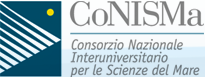 CoNISMa
Consorzio Nazionale
Interuniversitario
per le Scienze del Mare